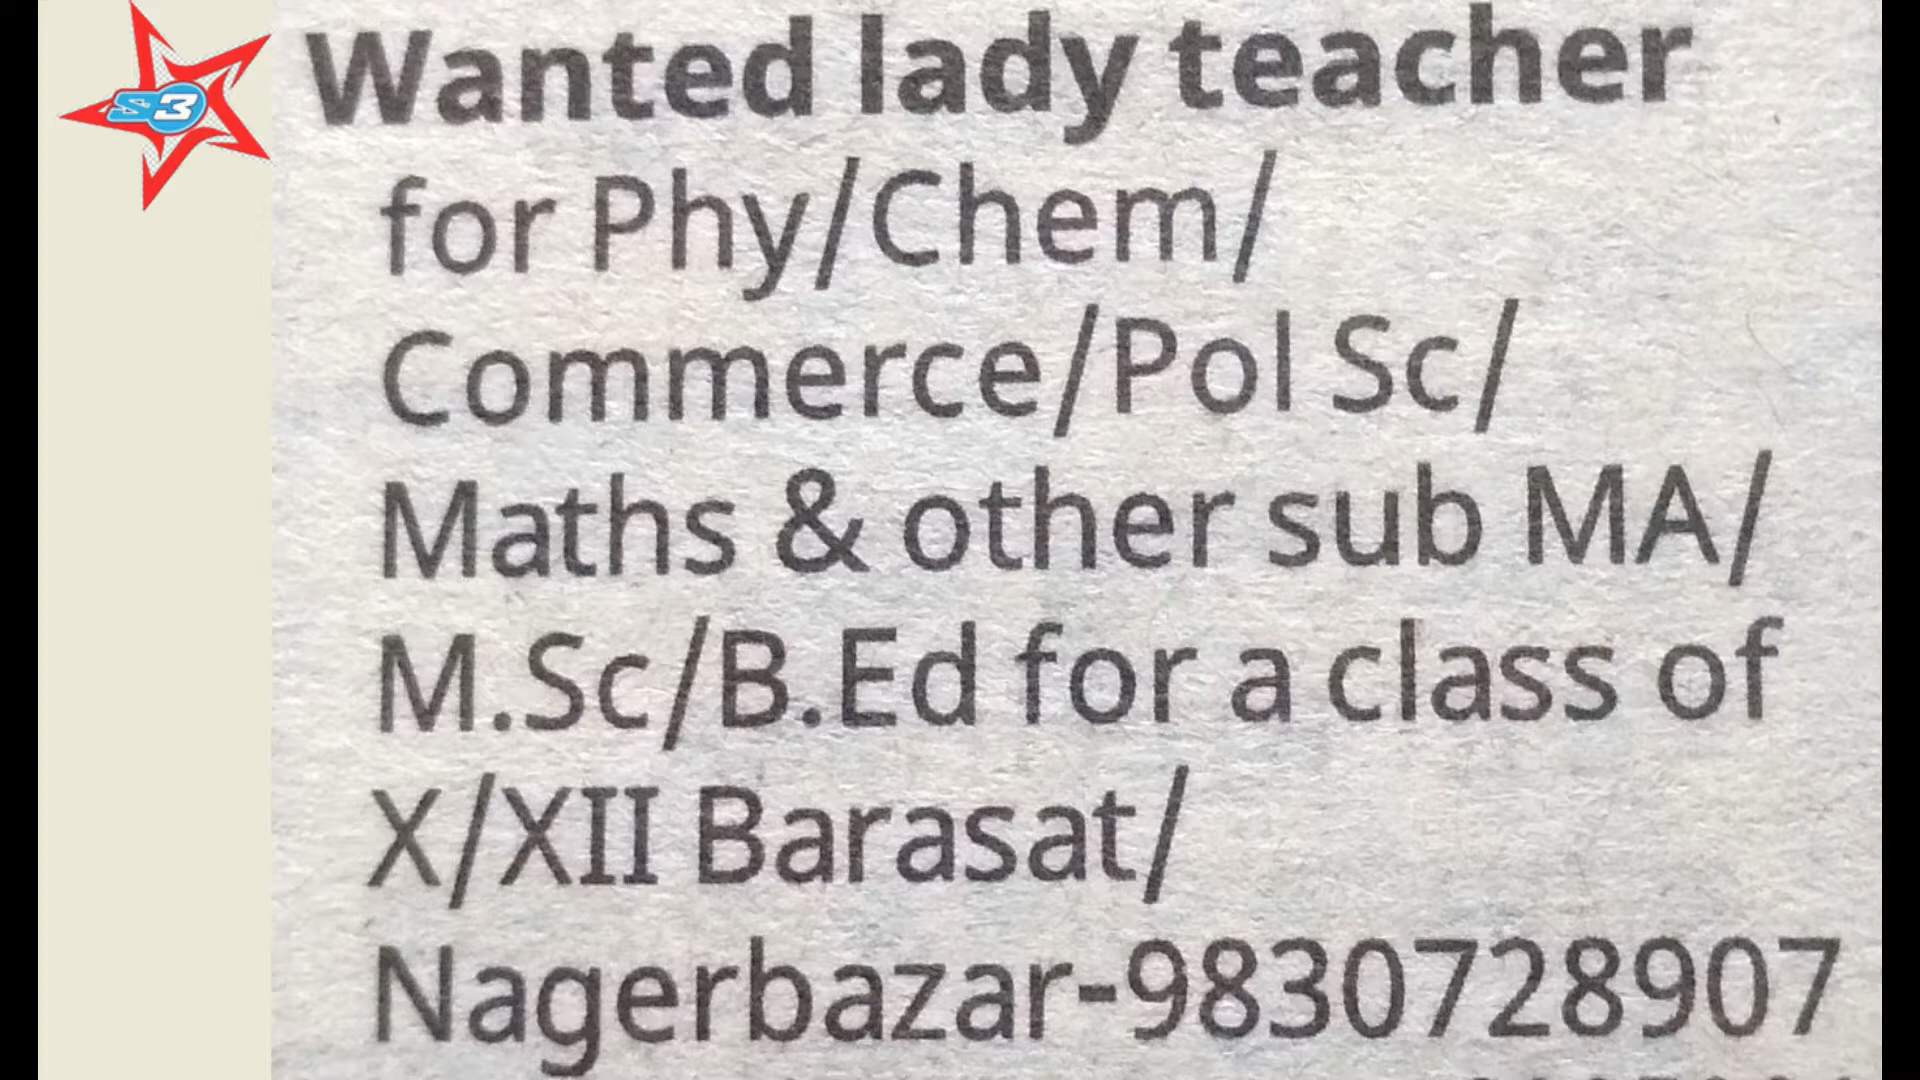 S3
Wanted lady teacher
for Phy/Chem/
Commerce/Pol Sc/
Maths & other sub MA/
M.Sc/B.Ed for a class of
X/XII Barasat/
Nagerbazar-9830728907